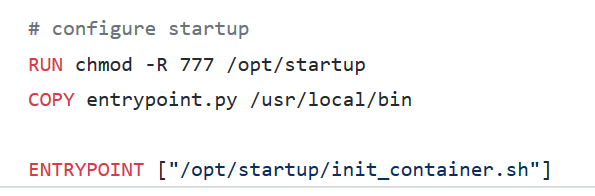 # configure startup
RUN chmod -R 777 /opt/startup
COPY entrypoint.py /usr/local/bin
ENTRYPOINT ["/opt/startup/init_container.sh"]